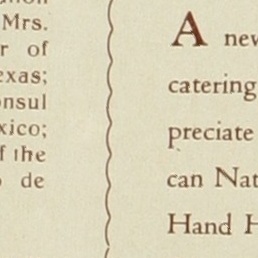 Mrs.
r of
exas;
onsul
xico;
f the
de
A new
catering
preciate
can Nat
Hand H